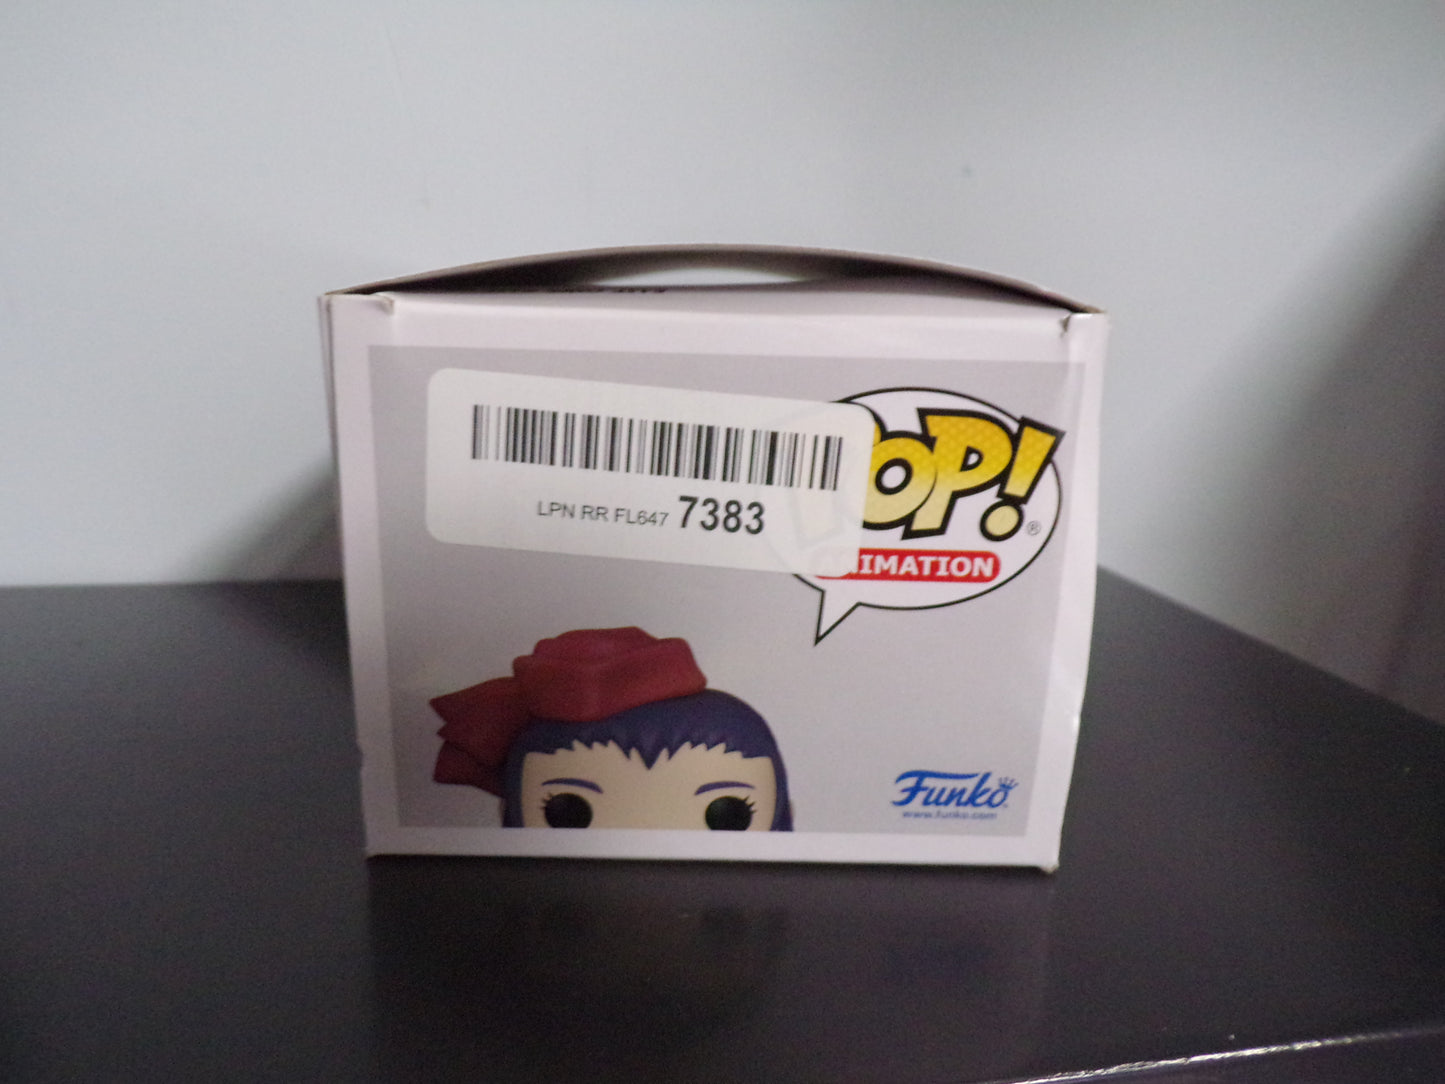 LPN RR FL647 7383
POP!
®
ANIMATION
Funko
www.funko.com